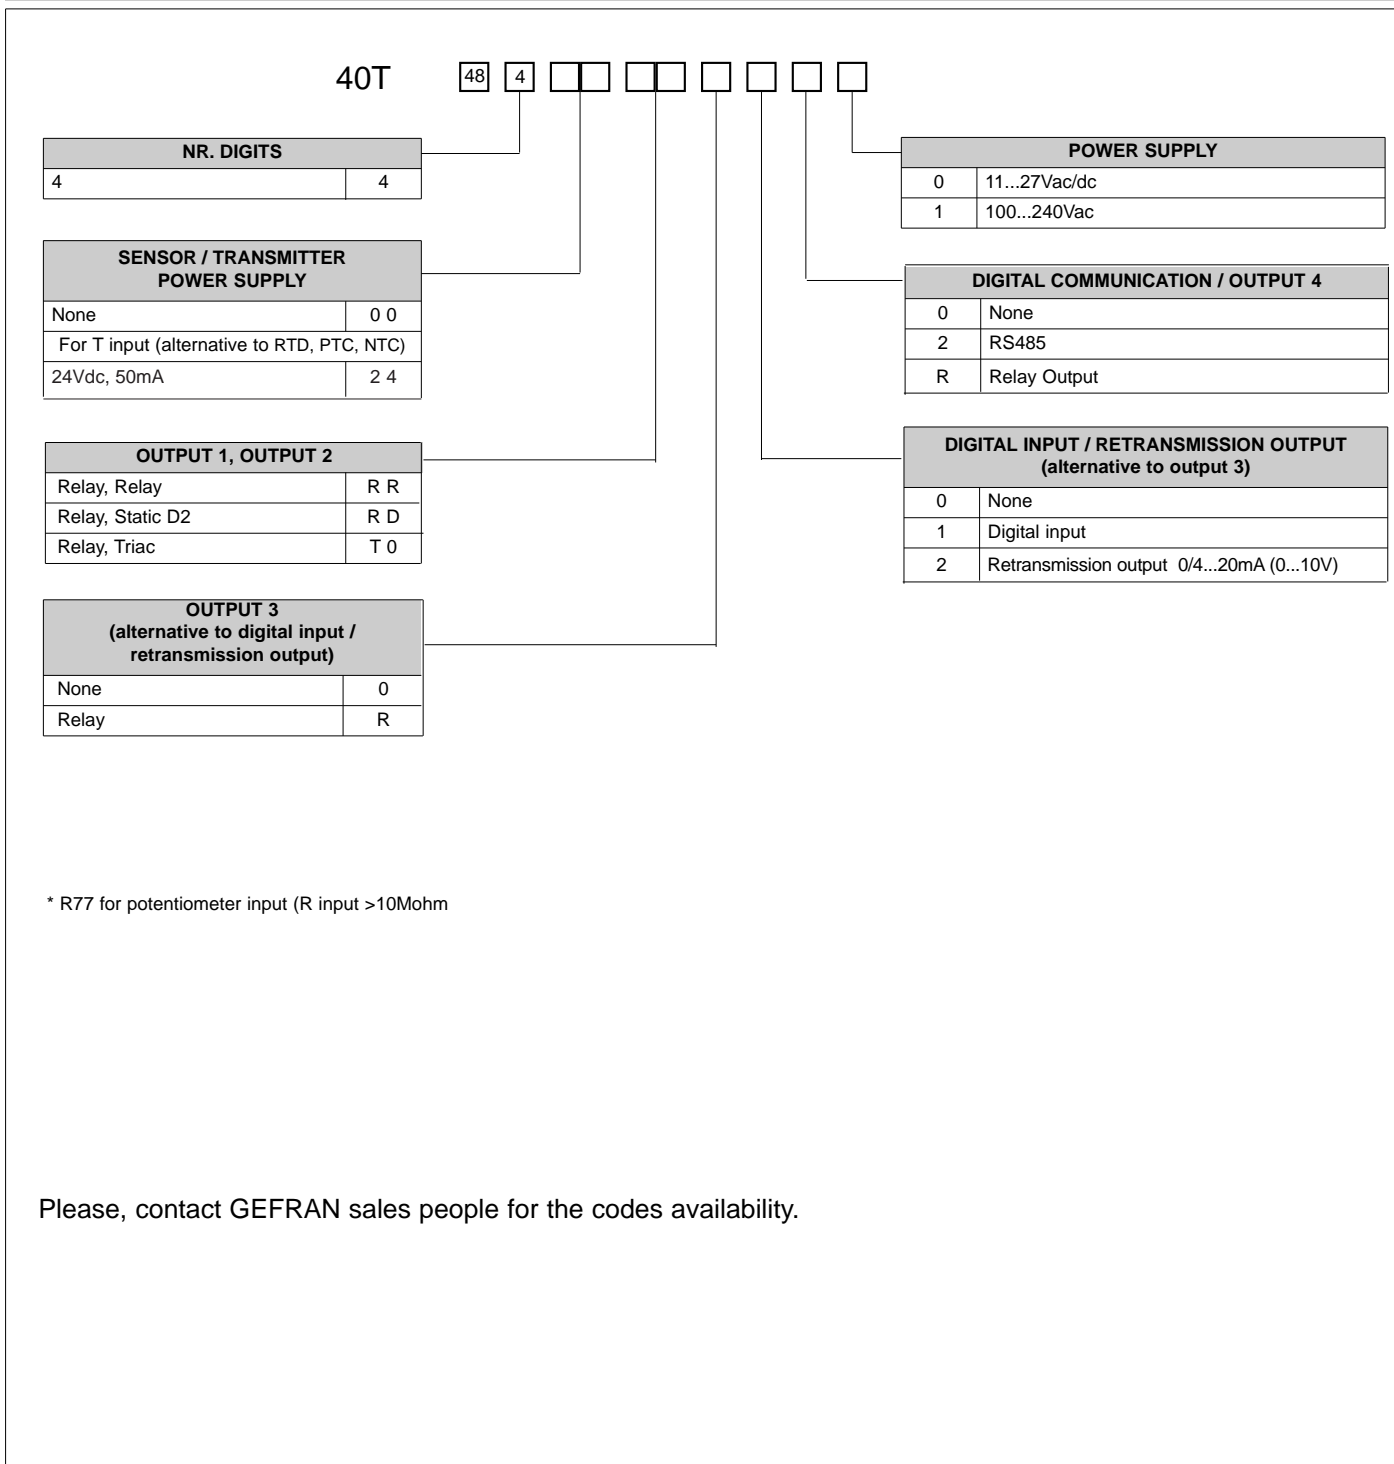 40T 48 4
NR. DIGITS
4 4
SENSOR / TRANSMITTER
POWER SUPPLY
None 0 0
For T input (alternative to RTD, PTC, NTC)
24Vdc, 50mA 2 4
OUTPUT 1, OUTPUT 2
Relay, Relay R R
Relay, Static D2 R D
Relay, Triac T 0
OUTPUT 3
(alternative to digital input /
retransmission output)
None 0
Relay R
POWER SUPPLY
0 11...27Vac/dc
1 100...240Vac
DIGITAL COMMUNICATION / OUTPUT 4
0 None
2 RS485
R Relay Output
DIGITAL INPUT / RETRANSMISSION OUTPUT
(alternative to output 3)
0 None
1 Digital input
2 Retransmission output 0/4...20mA (0...10V)
* R77 for potentiometer input (R input >10Mohm
Please, contact GEFRAN sales people for the codes availability.